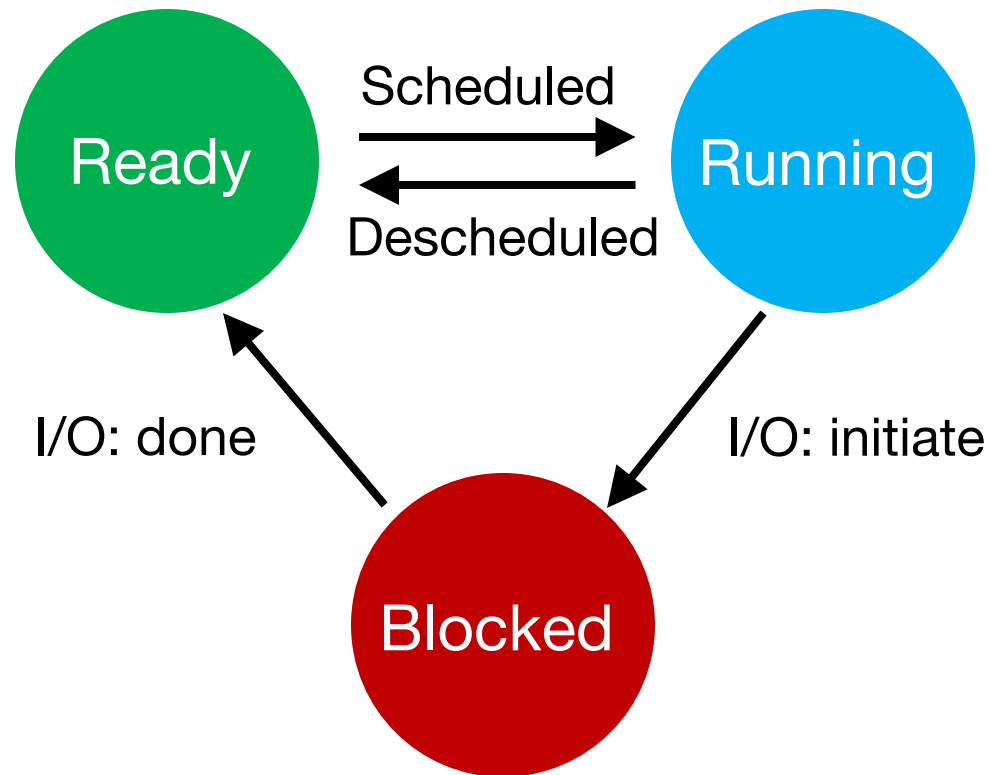 Scheduled
Ready
Running
Descheduled
I/O: done
I/O: initiate
Blocked